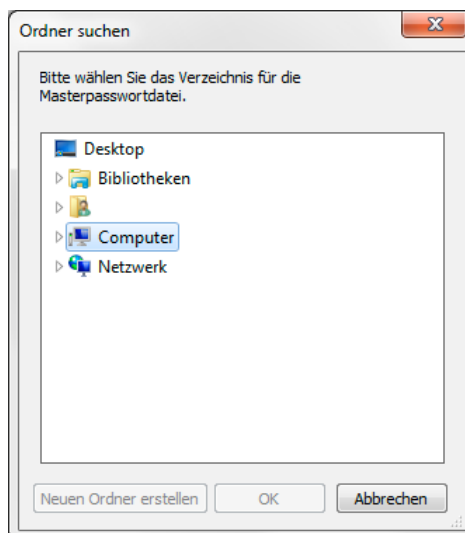 Ordner suchen
Bitte wählen Sie das Verzeichnis für die
Masterpasswortdatei.
Desktop
Bibliotheken
Computer
Netzwerk
Neuen Ordner erstellen OK Abbrechen